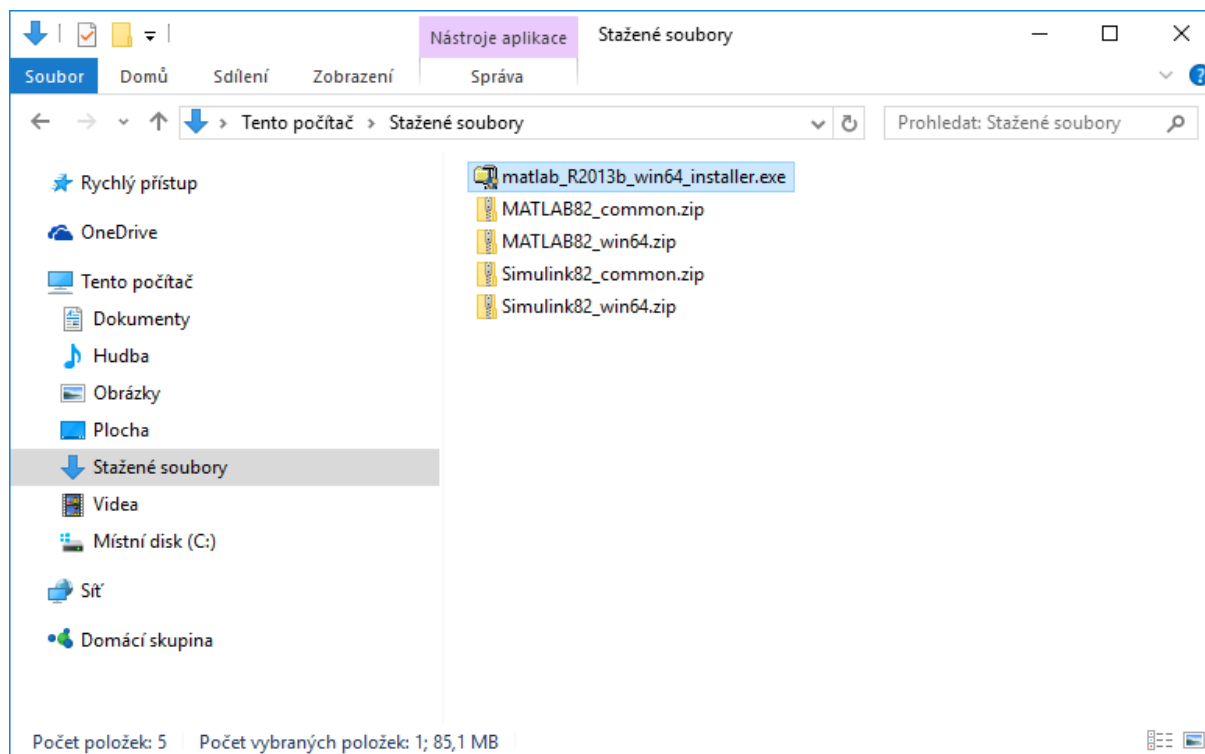 Nástroje aplikace
Stažené soubory
Soubor
Domů
Sdílení
Zobrazení
Správa
Tento počítač
Stažené soubory
Prohledat: Stažené soubory
Rychlý přístup
OneDrive
Tento počítač
Dokumenty
Hudba
Obrázky
Plocha
Stažené soubory
Videa
Místní disk (C:)
Síť
Domácí skupina
matlab_R2013b_win64_installer.exe
MATLAB82_common.zip
MATLAB82_win64.zip
Simulink82_common.zip
Simulink82_win64.zip
Počet položek: 5
Počet vybraných položek: 1; 85,1 MB